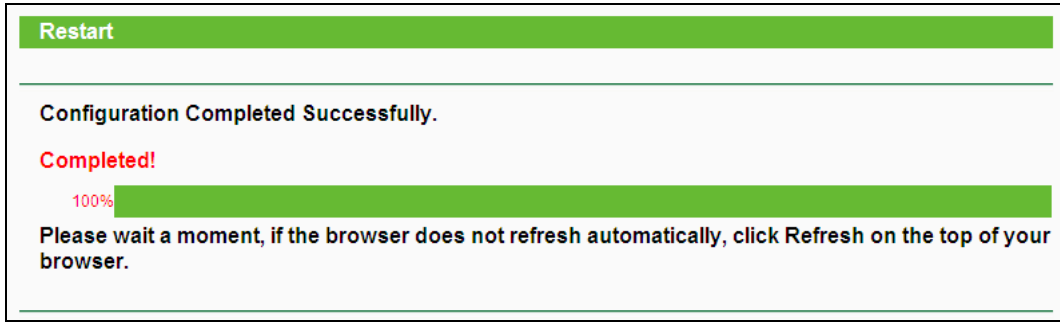 Restart
Configuration Completed Successfully.
Completed!
100%
Please wait a moment, if the browser does not refresh automatically, click Refresh on the top of your
browser.